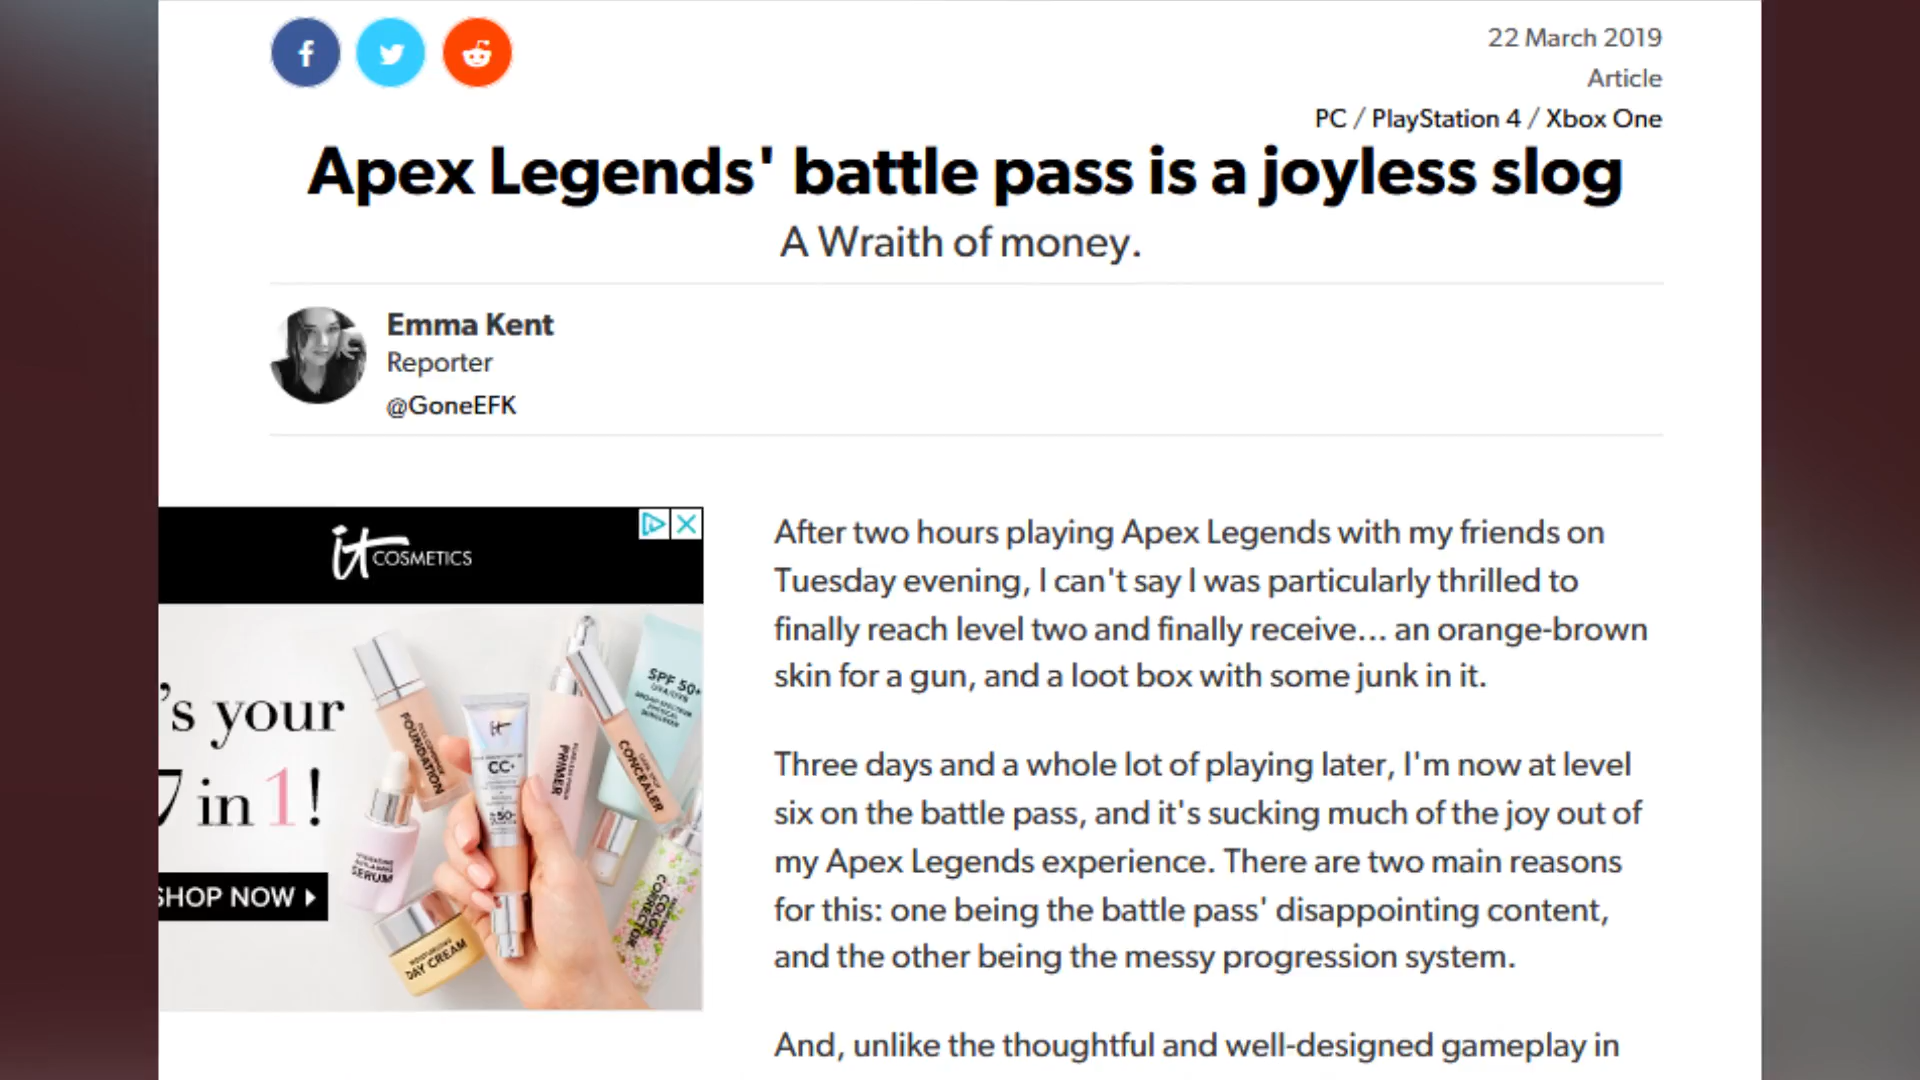 22 March 2019
Article
PC / PlayStation 4 / Xbox One
Apex Legends' battle pass is a joyless slog
A Wraith of money.
Emma Kent
Reporter
@GoneEFK
it COSMETICS
's your
7 in 1!
SHOP NOW
FOUNDATION
CC+
50+
PRIMER
CONCEALER
SPF 50+
SERUM
DAY CREAM
COLOR
CORRECTOR
After two hours playing Apex Legends with my friends on
Tuesday evening, I can't say I was particularly thrilled to
finally reach level two and finally receive... an orange-brown
skin for a gun, and a loot box with some junk in it.
Three days and a whole lot of playing later, I'm now at level
six on the battle pass, and it's sucking much of the joy out of
my Apex Legends experience. There are two main reasons
for this: one being the battle pass' disappointing content,
and the other being the messy progression system.
And, unlike the thoughtful and well-designed gameplay in